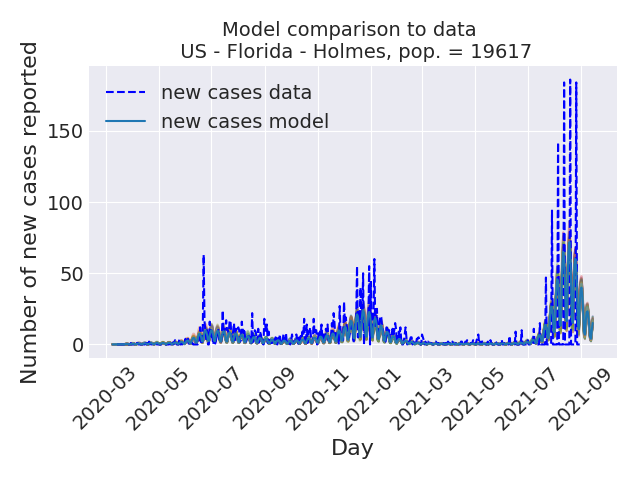 Model comparison to data
US - Florida - Holmes, pop. = 19617
Number of new cases reported
new cases data
new cases model
150
100
50
0
2020-03
2020-05
2020-07
2020-09
2020-11
2021-01
2021-03
2021-05
2021-07
2021-09
Day